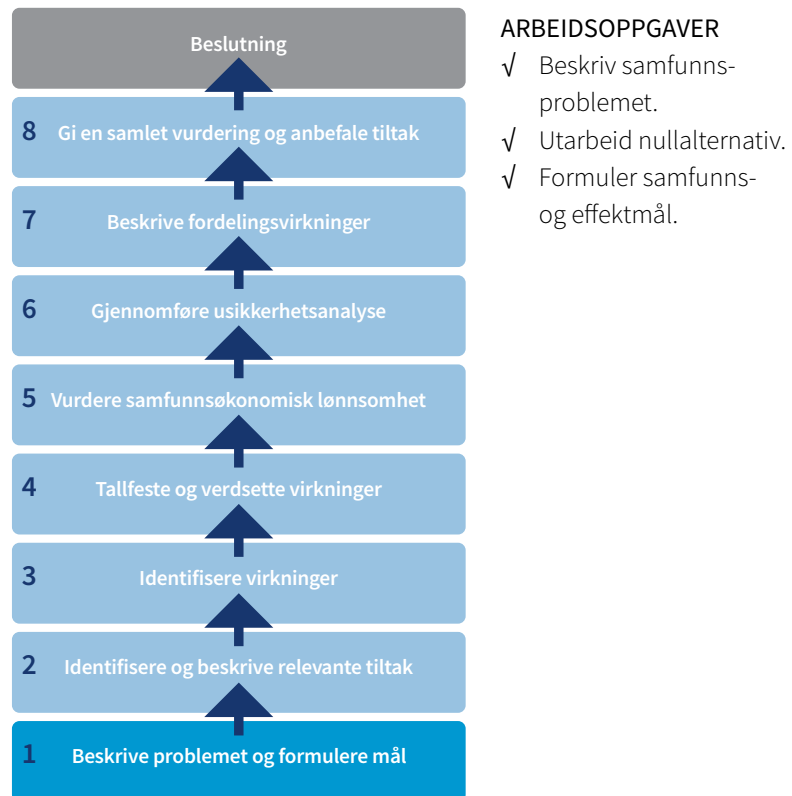 Beslutning
8 Gi en samlet vurdering og anbefale tiltak
7 Beskrive fordelingsvirkninger
6 Gjennomføre usikkerhetsanalyse
5 Vurdere samfunnsøkonomisk lønnsomhet
4 Tallfeste og verdsette virkninger
3 Identifisere virkninger
2 Identifisere og beskrive relevante tiltak
1 Beskrive problemet og formulere mål
ARBEIDSOPPGAVER
√ Beskriv samfunns-
problemet.
√ Utarbeid nullalternativ.
√ Formuler samfunns-
og effektmål.